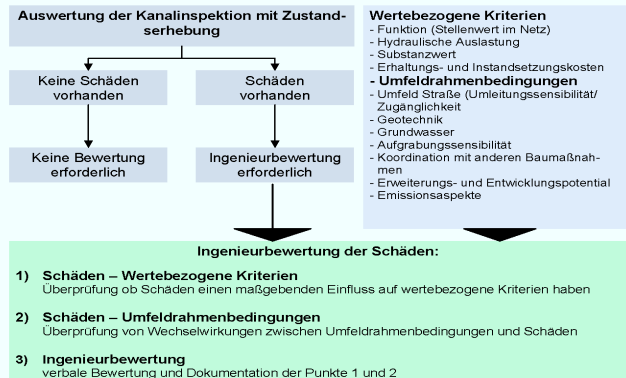 Auswertung der Kanalinspektion mit Zustand-
serhebung
Keine Schäden
vorhanden
Schäden
vorhanden
Keine Bewertung
erforderlich
Ingenieurbewertung
erforderlich
Wertebezogene Kriterien
- Funktion (Stellenwert im Netz)
- Hydraulische Auslastung
- Substanzwert
- Erhaltungs- und Instandsetzungskosten
- Umfeldrahmenbedingungen
- Umfeld Straße (Umleitungssensibilität/
Zugänglichkeit
- Geotechnik
- Grundwasser
- Aufgrabungssensibilität
- Koordination mit anderen Baumaßnah-
men
- Erweiterungs- und Entwicklungspotential
- Emissionsaspekte
Ingenieurbewertung der Schäden:
1) Schäden – Wertebezogene Kriterien
Überprüfung ob Schäden einen maßgebenden Einfluss auf wertebezogene Kriterien haben
2) Schäden – Umfeldrahmenbedingungen
Überprüfung von Wechselwirkungen zwischen Umfeldrahmenbedingungen und Schäden
3) Ingenieurbewertung
verbale Bewertung und Dokumentation der Punkte 1 und 2